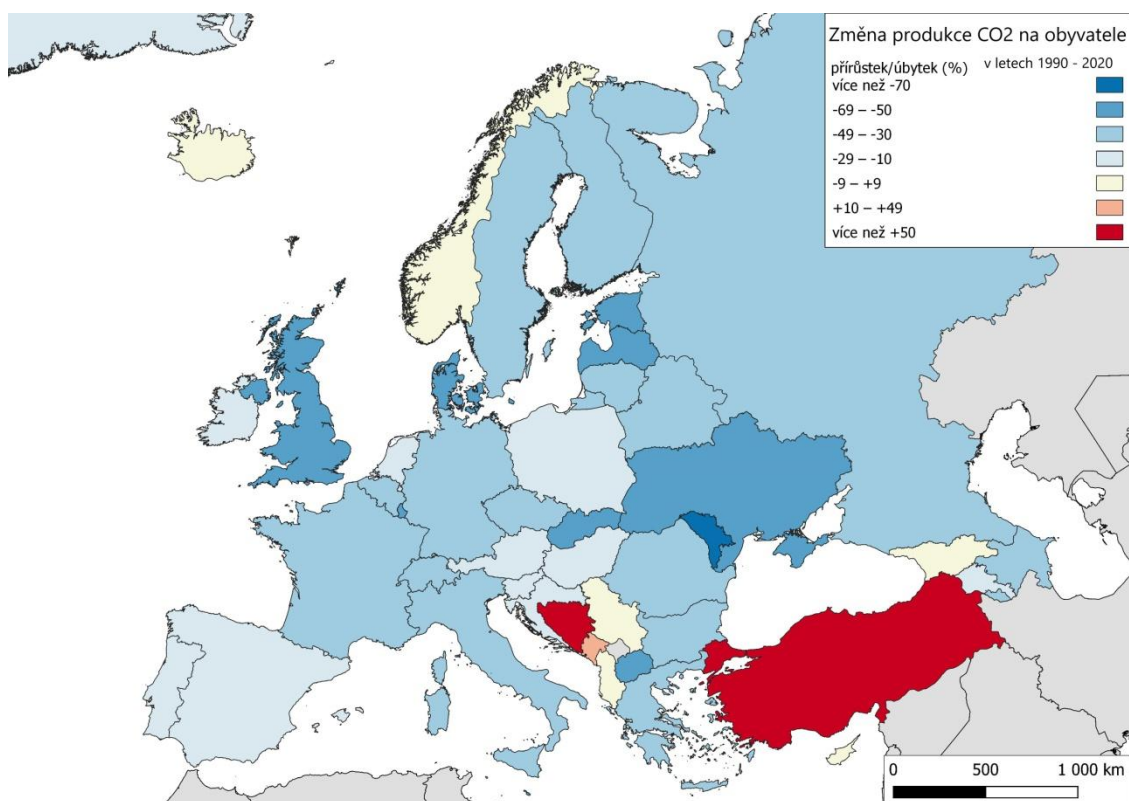 Změna produkce CO2 na obyvatele
v letech 1990 - 2020
přírůstek/úbytek (%)
více než -70
-69 – -50
-49 – -30
-29 – -10
-9 – +9
+10 – +49
více než +50
0 500 1 000 km